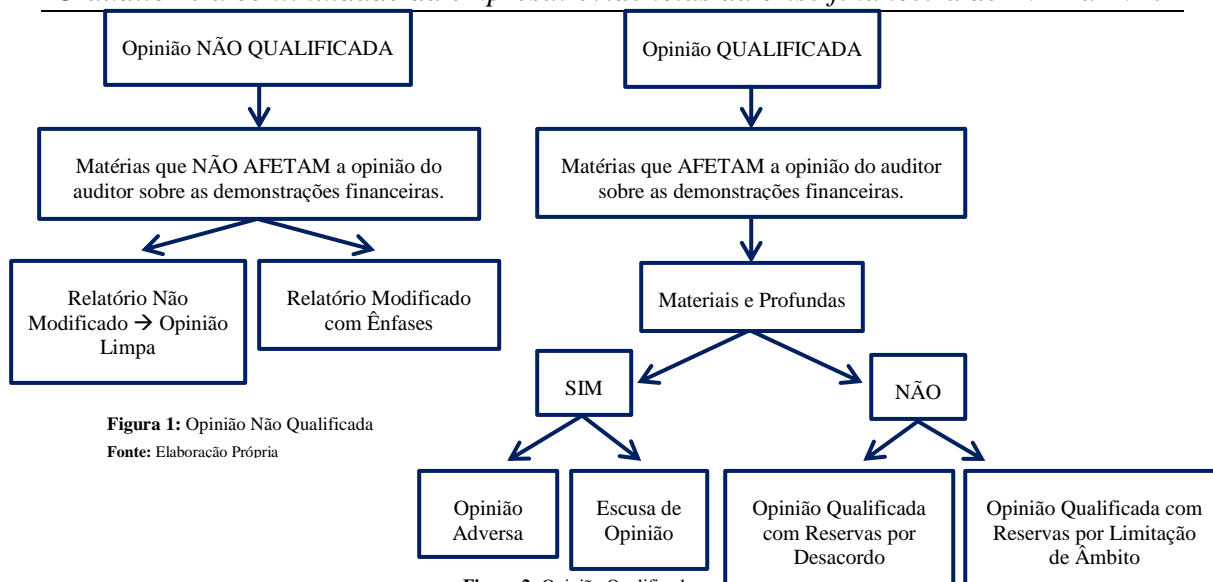 Opinião NÃO QUALIFICADA
Matérias que NÃO AFETAM a opinião do
auditor sobre as demonstrações financeiras.
Relatório Não
Modificado → Opinião
Limpa
Relatório Modificado
com Ênfases
Figura 1: Opinião Não Qualificada
Fonte: Elaboração Própria
Opinião QUALIFICADA
Matérias que AFETAM a opinião do auditor
sobre as demonstrações financeiras.
Materiais e Profundas
SIM
NÃO
Opinião
Adversa
Escusa de
Opinião
Opinião Qualificada
com Reservas por
Desacordo
Opinião Qualificada com
Reservas por Limitação
de Âmbito